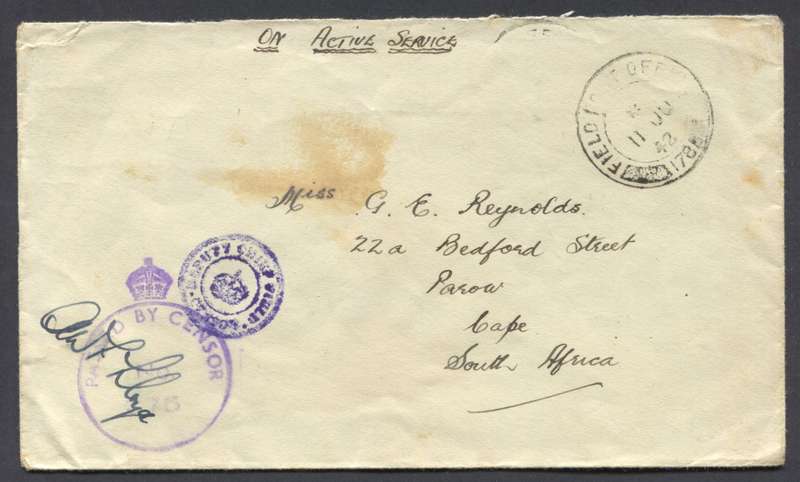 ON ACTIVE SERVICE
FIELD POST OFFICE
11 JU
42
Miss G. E. Reynolds.
22a Bedford Street
Parow
Cape
South Africa
DEPUTY CHIEF
FIELD
PASSED BY CENSOR